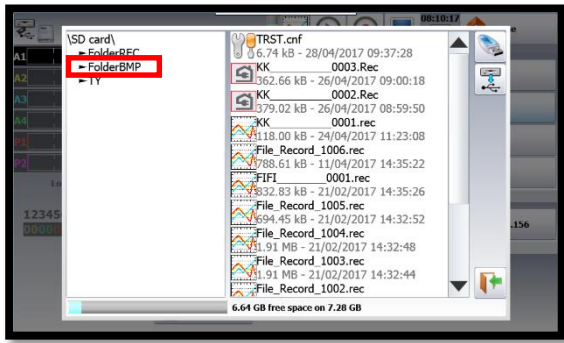 08:10:17
\SD card\
FolderREC
FolderBMP
TY
TRST.cnf
6.74 kB - 28/04/2017 09:37:28
KK________0003.Rec
362.66 kB - 26/04/2017 09:00:18
KK________0002.Rec
379.02 kB - 26/04/2017 08:59:50
KK________0001.rec
118.00 kB - 24/04/2017 11:23:08
File_Record_1006.rec
788.61 kB - 11/04/2017 14:35:22
FIFI______0001.rec
832.83 kB - 21/02/2017 14:35:26
File_Record_1005.rec
694.45 kB - 21/02/2017 14:32:52
File_Record_1004.rec
1.91 MB - 21/02/2017 14:32:48
File_Record_1003.rec
1.91 MB - 21/02/2017 14:32:44
File_Record_1002.rec
6.64 GB free space on 7.28 GB
A1
A2
A3
A4
P1
P2
12345
.156